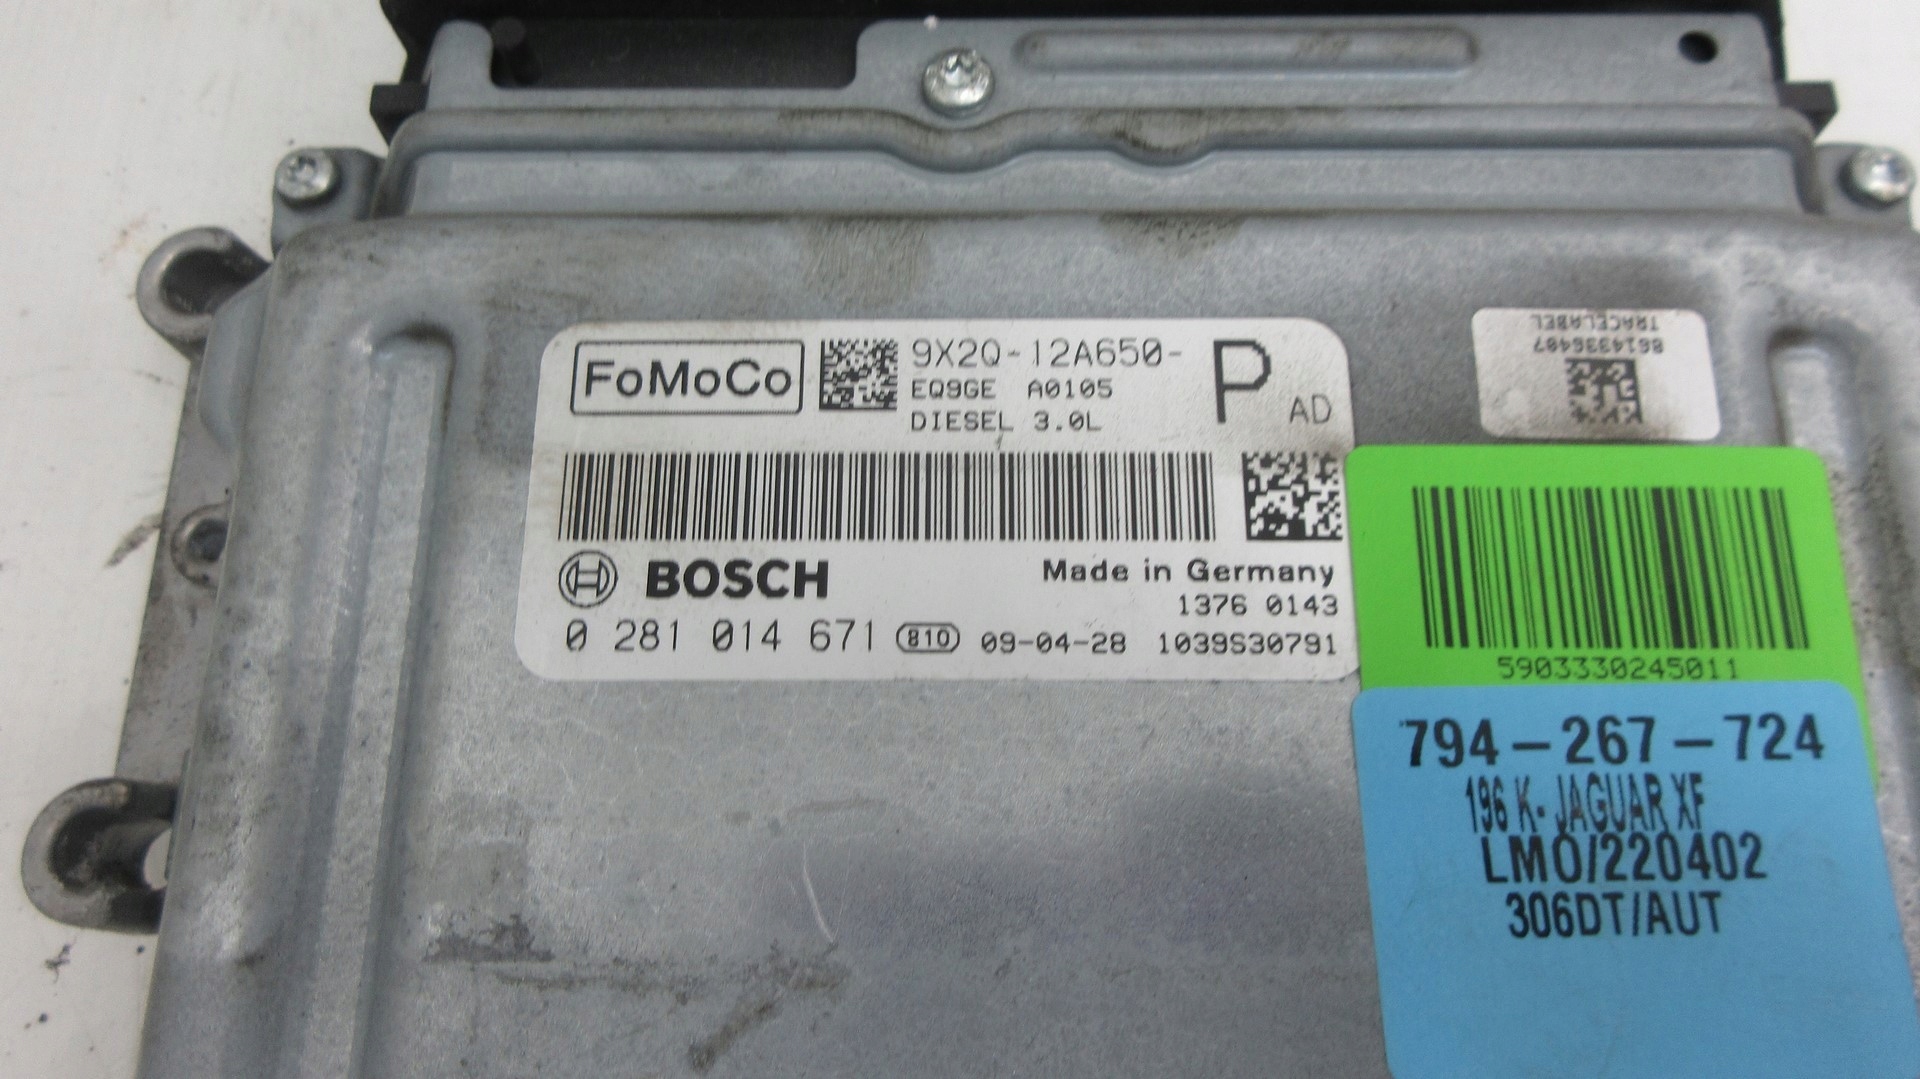 FoMoCo
9X2Q-12A650-
P
AD
EQ9GE A0105
DIESEL 3.0L
BOSCH
Made in Germany
1376 0143
0 281 014 671 810 09-04-28 1039S30791
TRACELABEL
8614336407
5903330245011
794-267-724
196 K- JAGUAR XF
LMO/220402
306DT/AUT